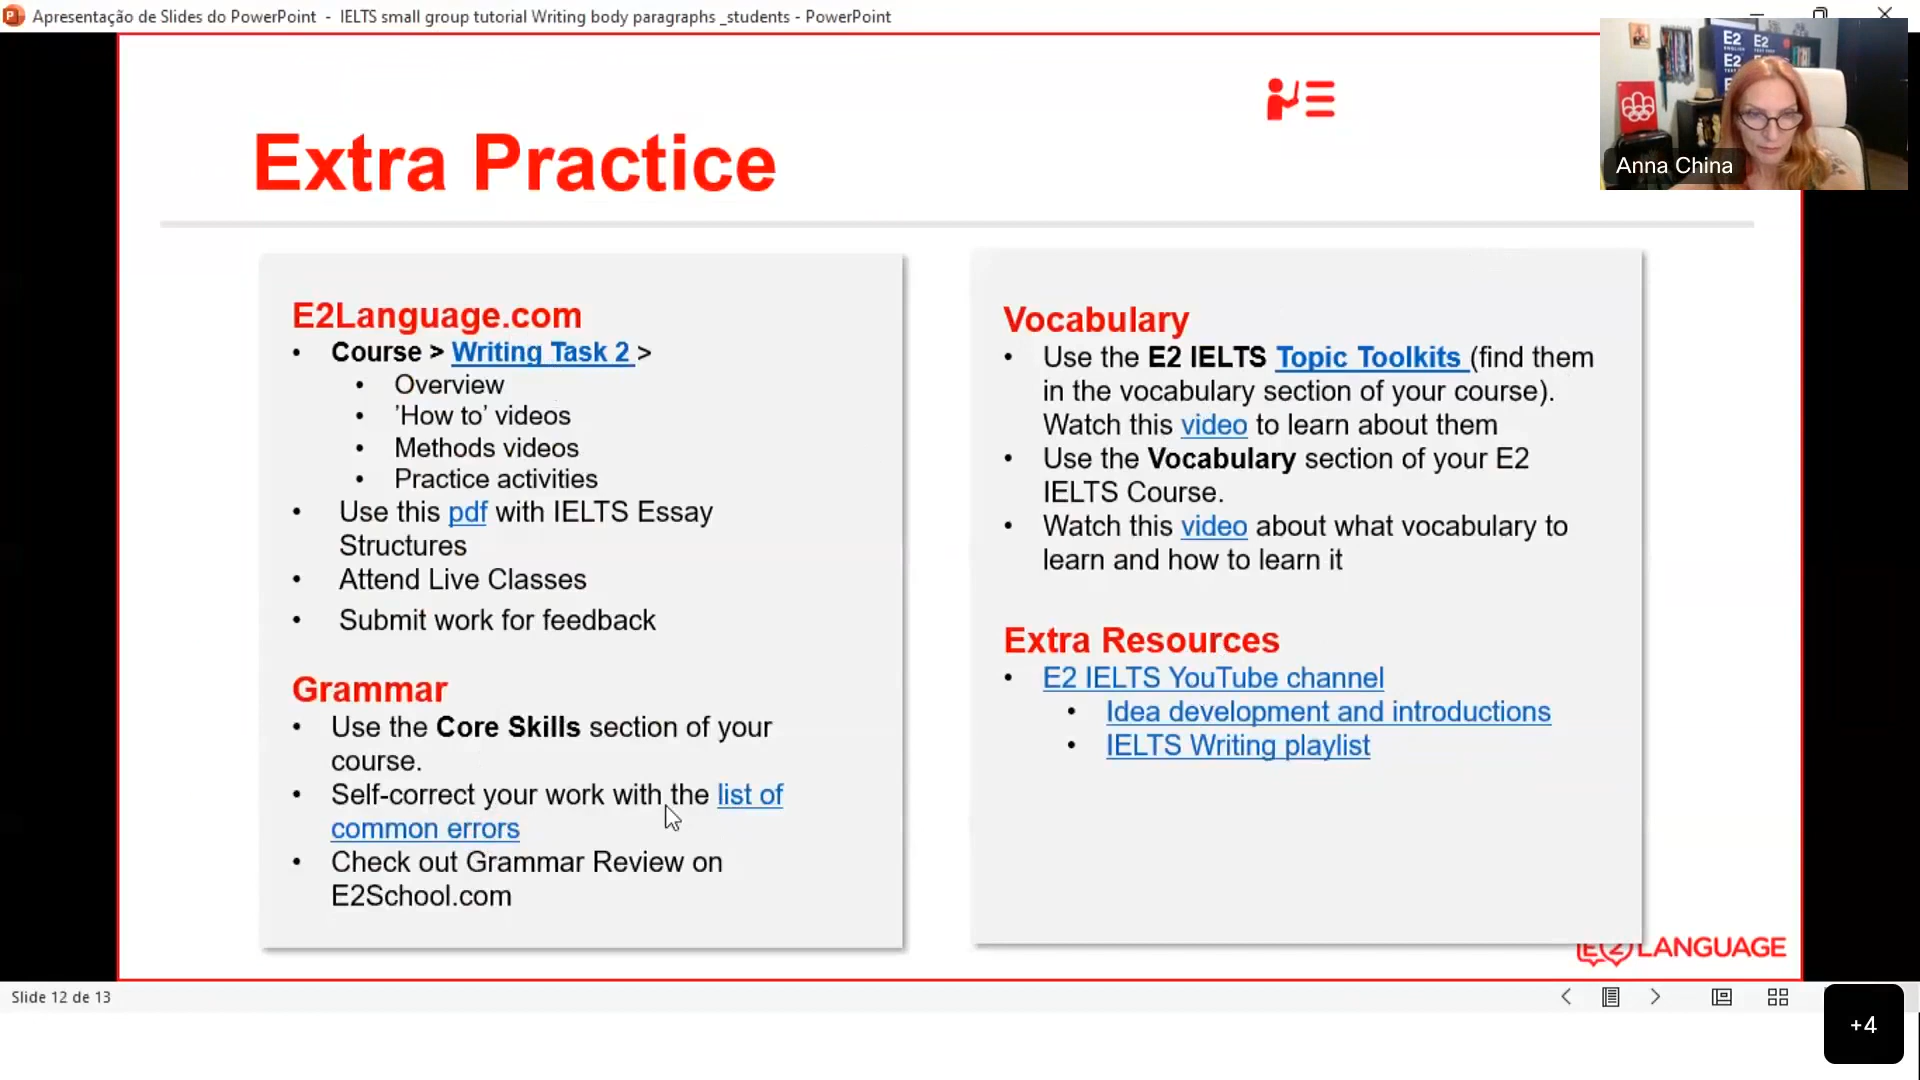 Apresentação de Slides do PowerPoint - IELTS small group tutorial Writing body paragraphs _students - PowerPoint
E2
E2
E2
Anna China
Extra Practice
E2Language.com
• Course > Writing Task 2 >
• Overview
• ’How to’ videos
• Methods videos
• Practice activities
• Use this pdf with IELTS Essay
Structures
• Attend Live Classes
• Submit work for feedback
Grammar
• Use the Core Skills section of your
course.
• Self-correct your work with the list of
common errors
• Check out Grammar Review on
E2School.com
Vocabulary
• Use the E2 IELTS Topic Toolkits (find them
in the vocabulary section of your course).
Watch this video to learn about them
• Use the Vocabulary section of your E2
IELTS Course.
• Watch this video about what vocabulary to
learn and how to learn it
Extra Resources
• E2 IELTS YouTube channel
• Idea development and introductions
• IELTS Writing playlist
E2 LANGUAGE
Slide 12 de 13
+4